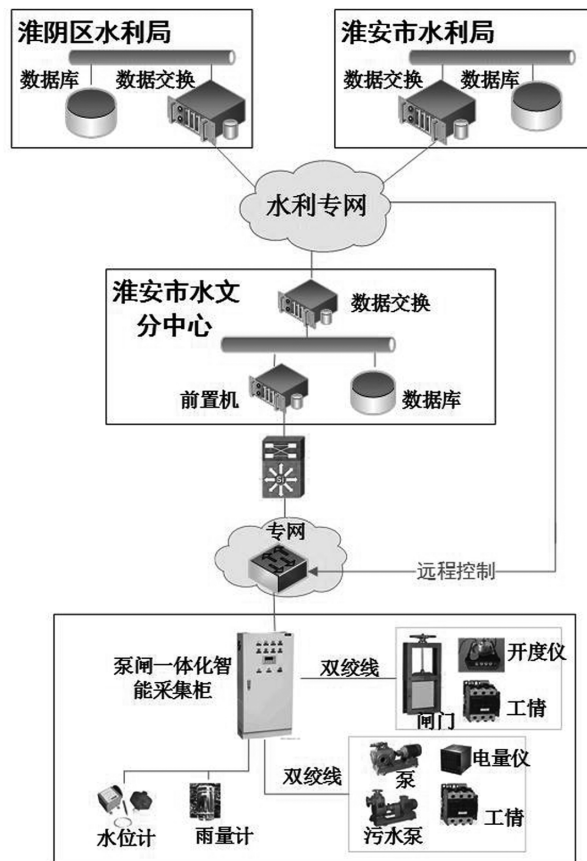 淮阴区水利局
数据库
数据交换
淮安市水利局
数据交换
数据库
水利专网
淮安市水文
分中心
数据交换
前置机
数据库
Si
专网
远程控制
泵闸一体化智
能采集柜
双绞线
开度仪
闸门
工情
双绞线
泵
电量仪
污水泵
工情
水位计
雨量计